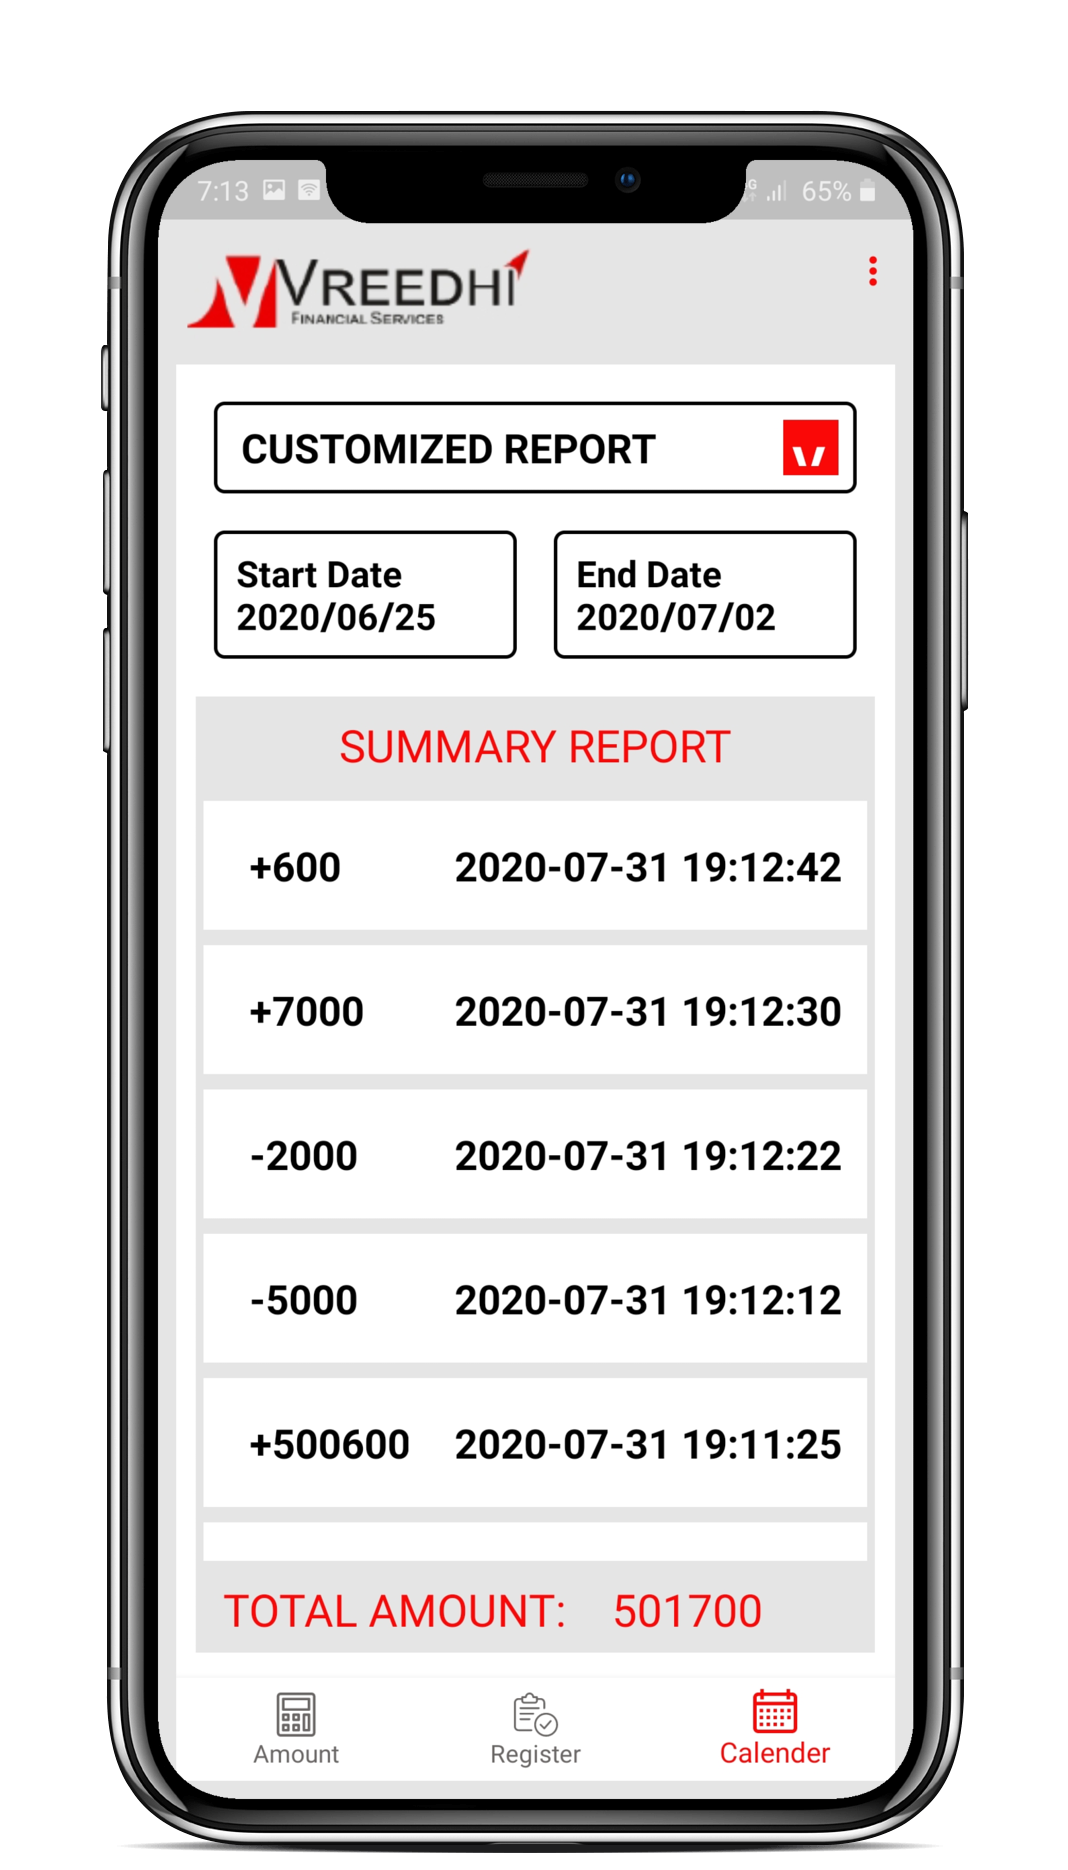 7:13
G
65%
VREEDHI
FINANCIAL SERVICES
CUSTOMIZED REPORT
Start Date
2020/06/25
End Date
2020/07/02
SUMMARY REPORT
+600 2020-07-31 19:12:42
+7000 2020-07-31 19:12:30
-2000 2020-07-31 19:12:22
-5000 2020-07-31 19:12:12
+500600 2020-07-31 19:11:25
TOTAL AMOUNT: 501700
Amount
Register
Calender